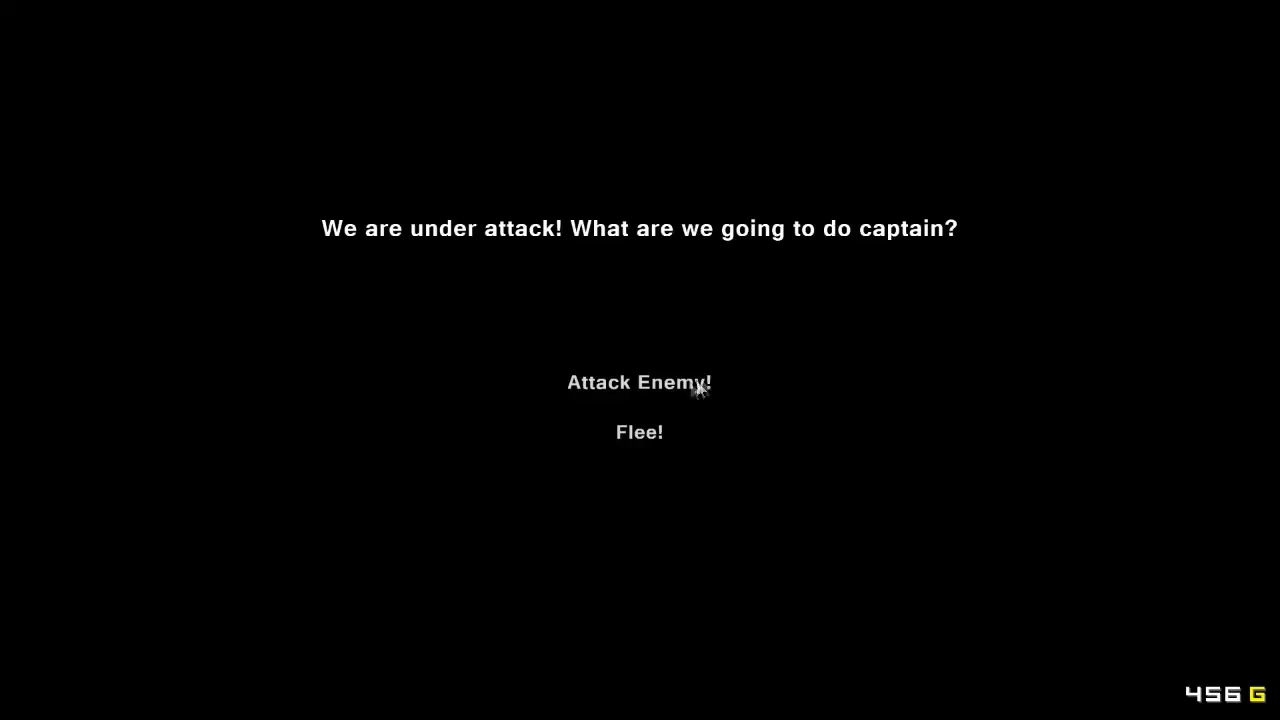 We are under attack! What are we going to do captain?
Attack Enemy!
Flee!
456 G